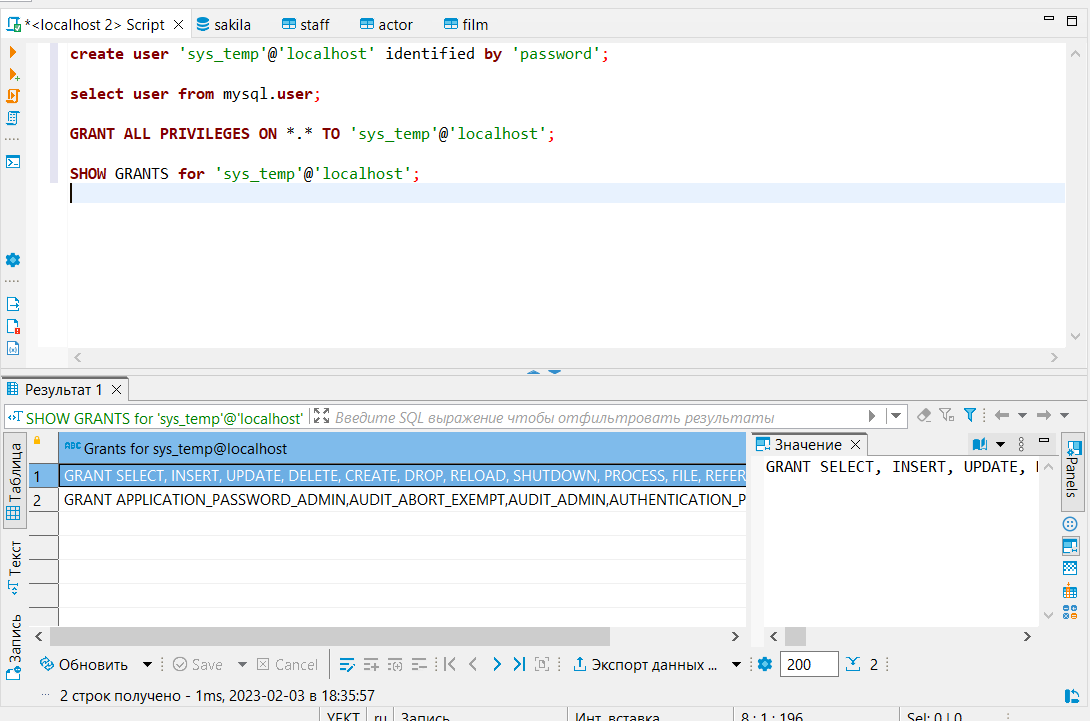 *<localhost 2> Script
sakila
staff
actor
film
create user 'sys_temp'@'localhost' identified by 'password';
select user from mysql.user;
GRANT ALL PRIVILEGES ON *.* TO 'sys_temp'@'localhost';
SHOW GRANTS for 'sys_temp'@'localhost';
Результат 1
SHOW GRANTS for 'sys_temp'@'localhost'
Введите SQL выражение чтобы отфильтровать результаты
Таблица
Текст
Запись
ABC Grants for sys_temp@localhost
1 GRANT SELECT, INSERT, UPDATE, DELETE, CREATE, DROP, RELOAD, SHUTDOWN, PROCESS, FILE, REFER
2 GRANT APPLICATION_PASSWORD_ADMIN,AUDIT_ABORT_EXEMPT,AUDIT_ADMIN,AUTHENTICATION_P
Значение
GRANT SELECT, INSERT, UPDATE,
Panels
Обновить
Save
Cancel
Экспорт данных ...
200
2
2 строк получено - 1ms, 2023-02-03 в 18:35:57
YEKT
ru
Запись
Инт. вставка
8 : 1 : 196
Sel: 0 | 0